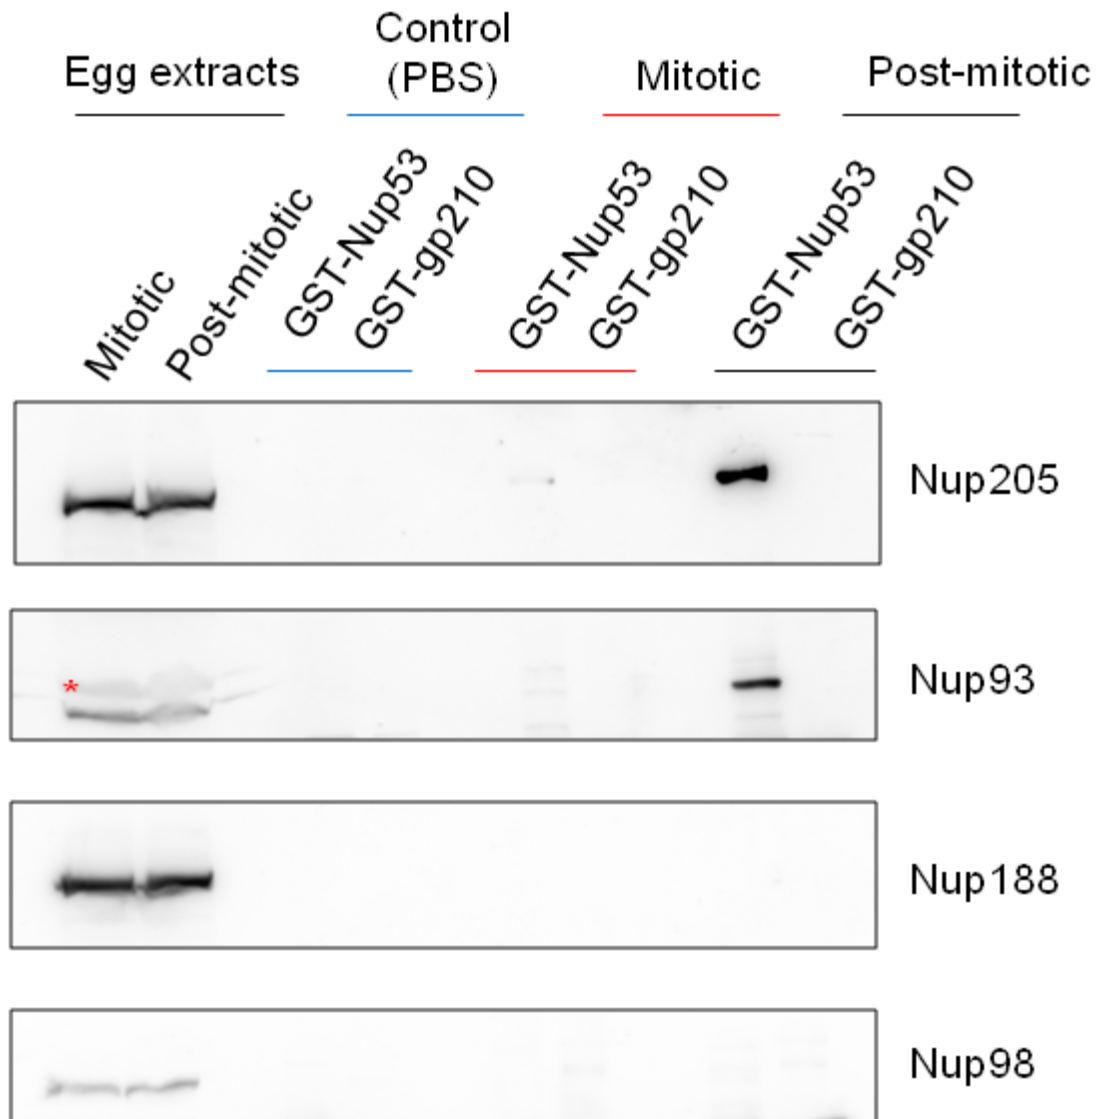 Egg extracts
Control
(PBS)
Mitotic
Post-mitotic
Mitotic
Post-mitotic
GST-Nup53
GST-gp210
GST-Nup53
GST-gp210
GST-Nup53
GST-gp210
Nup205
*
Nup93
Nup188
Nup98